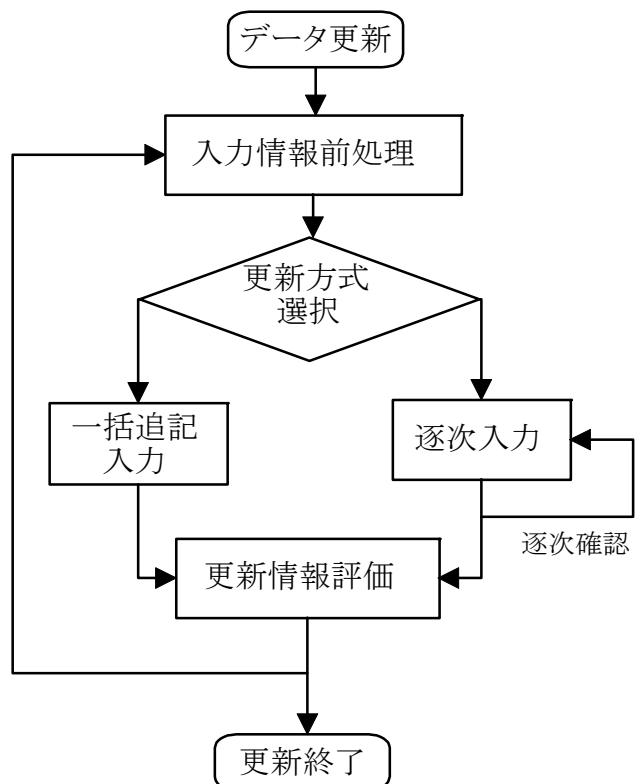 データ更新
入力情報前処理
更新方式
選択
一括追記
入力
逐次入力
逐次確認
更新情報評価
更新終了